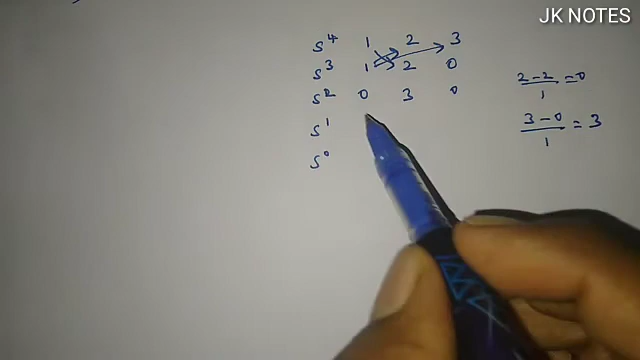 JK NOTES
s⁴ 1 2 3
s³ 1 2 0
s² 0 3 0
s¹
s⁰
2-2/1 = 0
3-0/1 = 3